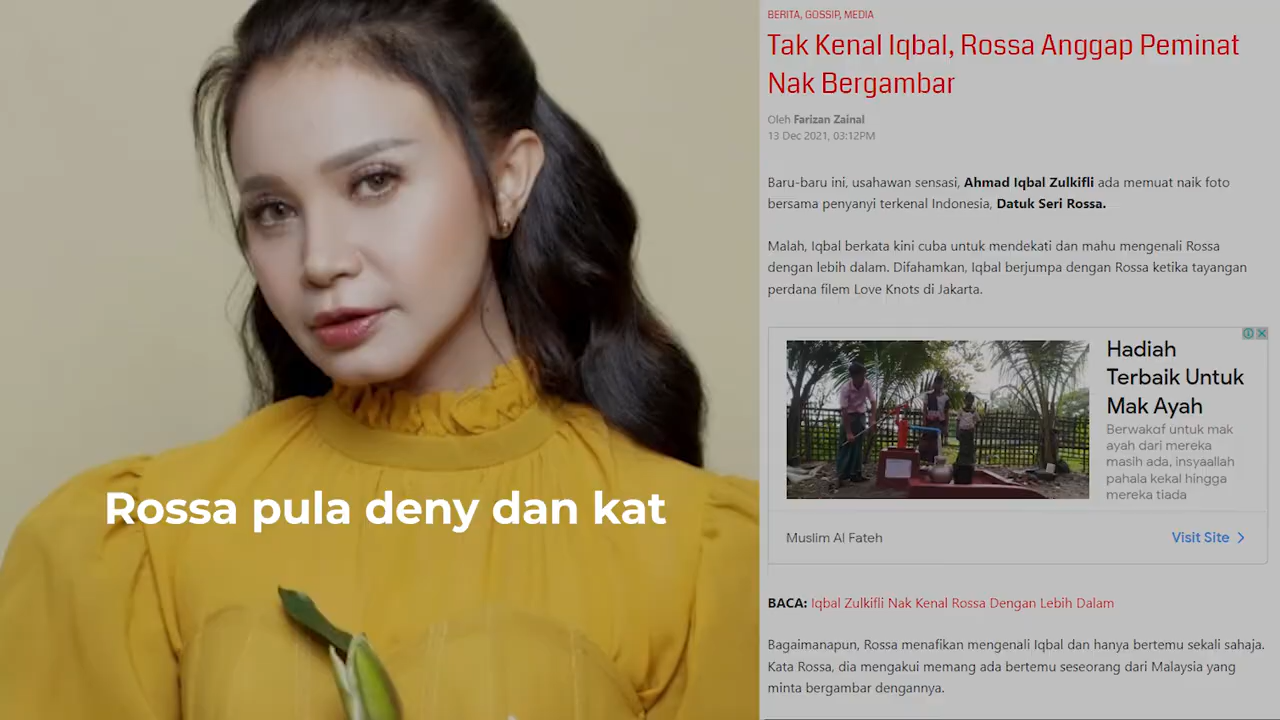 Rossa pula deny dan kat
BERITA, GOSSIP, MEDIA
Tak Kenal Iqbal, Rossa Anggap Peminat
Nak Bergambar
Oleh Farizan Zainal
13 Dec 2021, 03:12PM
Baru-baru ini, usahawan sensasi, Ahmad Iqbal Zulkifli ada memuat naik foto
bersama penyanyi terkenal Indonesia, Datuk Seri Rossa.
Malah, Iqbal berkata kini cuba untuk mendekati dan mahu mengenali Rossa
dengan lebih dalam. Difahamkan, Iqbal berjumpa dengan Rossa ketika tayangan
perdana filem Love Knots di Jakarta.
Hadiah
Terbaik Untuk
Mak Ayah
Berwakaf untuk mak
ayah dari mereka
masih ada, insyaallah
pahala kekal hingga
mereka tiada
Muslim Al Fateh
Visit Site
BACA: Iqbal Zulkifli Nak Kenal Rossa Dengan Lebih Dalam
Bagaimanapun, Rossa menafikan mengenali Iqbal dan hanya bertemu sekali sahaja.
Kata Rossa, dia mengakui memang ada bertemu seseorang dari Malaysia yang
minta bergambar dengannya.